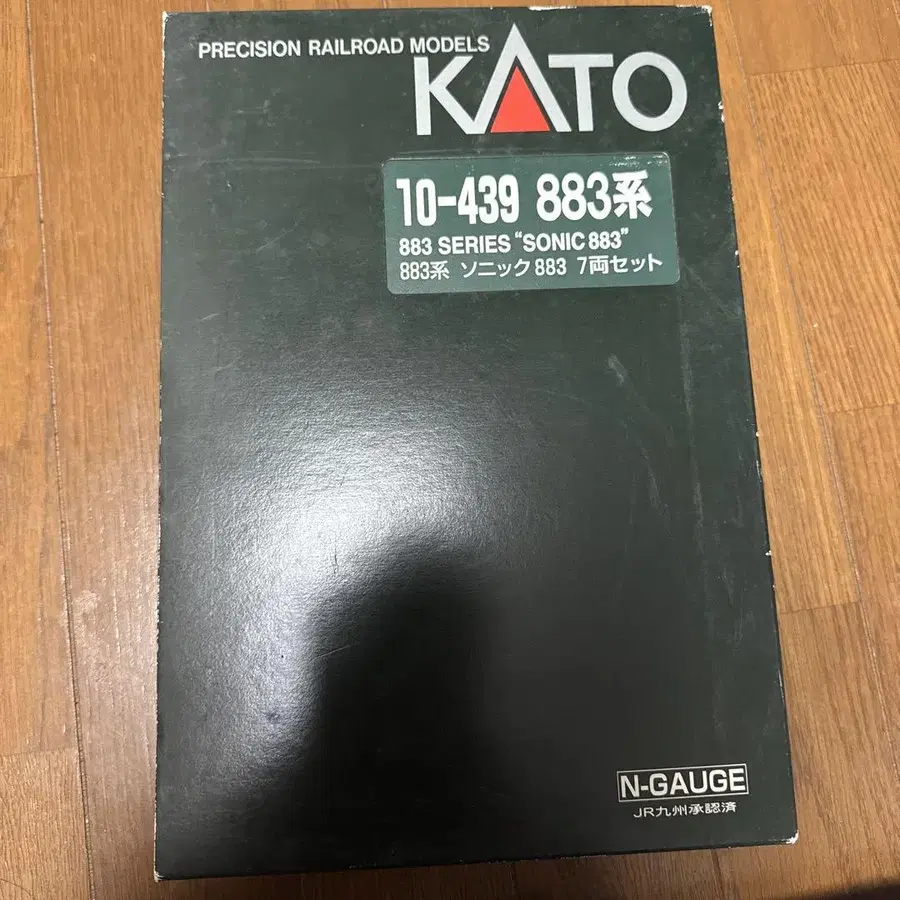 PRECISION RAILROAD MODELS
KATO
10-439 883系
883 SERIES "SONIC 883"
883系 ソニック883 7両セット
N-GAUGE
JR九州承認済